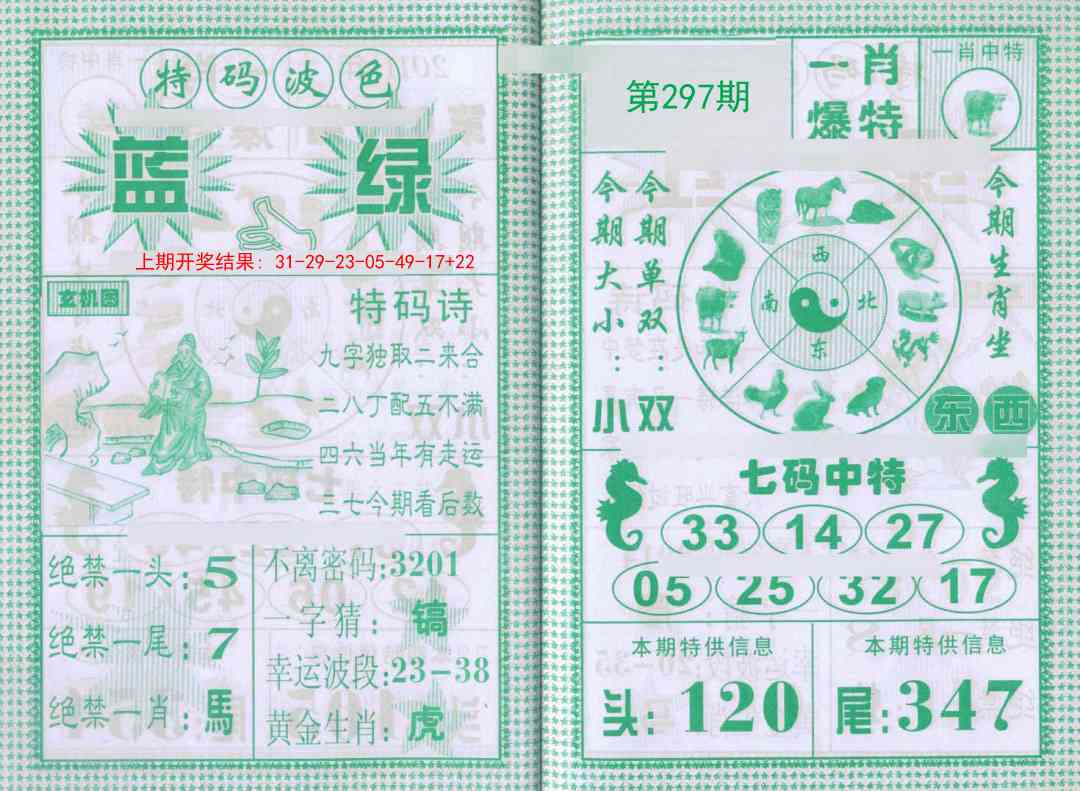 特码波色
蓝 绿
上期开奖结果: 31-29-23-05-49-17+22
玄机图
特码诗
九字独取二来合
二八丁配五不满
四六当年有走运
三七今期看后数
绝禁一头:5
绝禁一尾:7
绝禁一肖:馬
不离密码:3201
一字猜:镐
幸运波段:23-38
黄金生肖:虎
第297期
一肖
爆特
一肖中特
今期大小:小
今期单双:双
西
南 北
东
今期生肖坐
东西
七码中特
33 14 27
05 25 32 17
本期特供信息
头:120
本期特供信息
尾:347